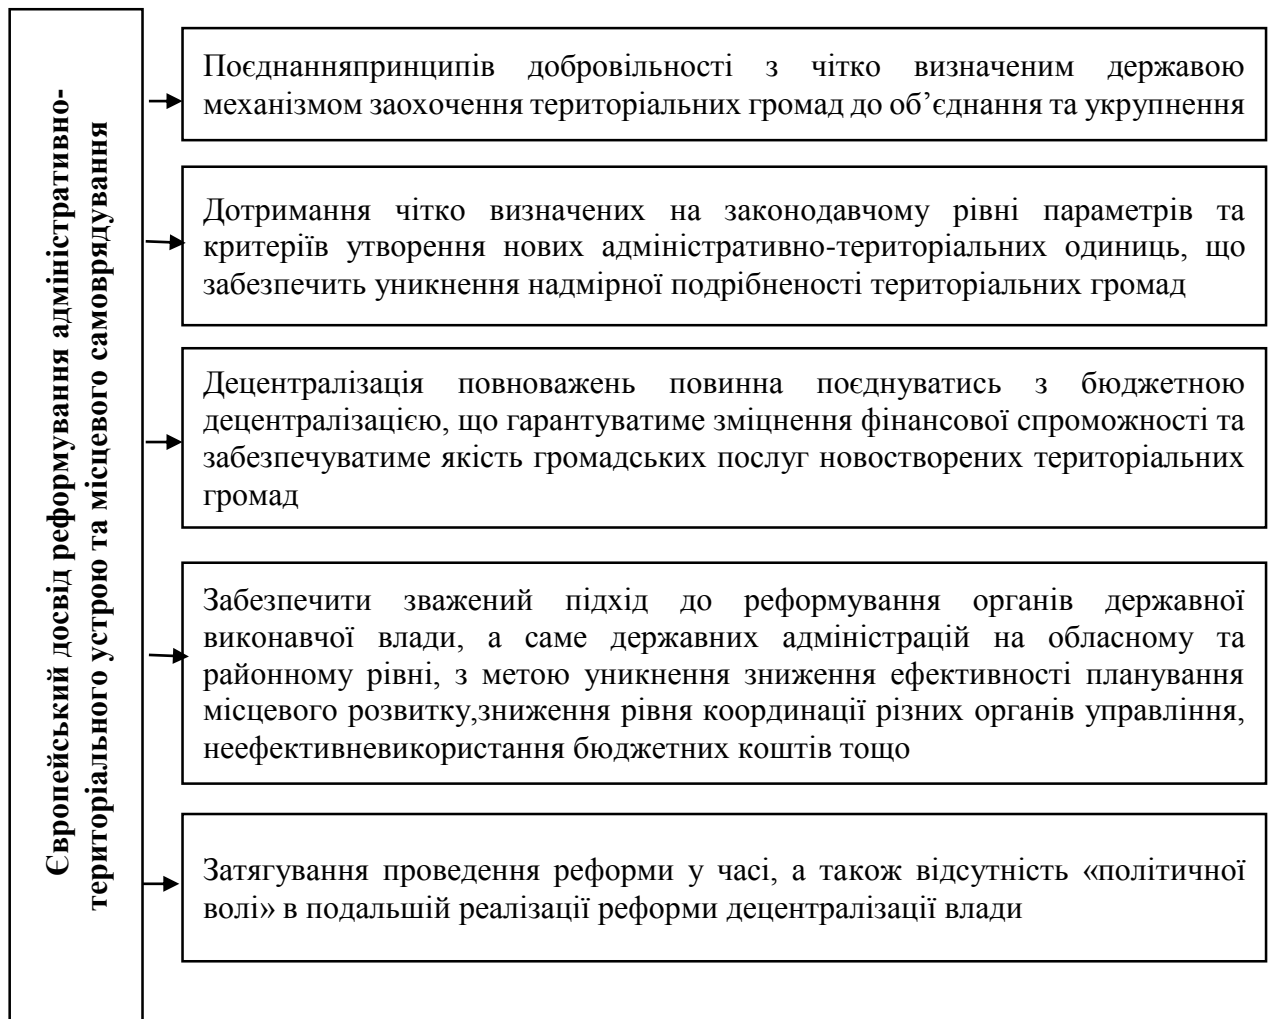 Європейський досвід реформування адміністративно-
територіального устрою та місцевого самоврядування
Поєднанняпринципів добровільності з чітко визначеним державою
механізмом заохочення територіальних громад до об’єднання та укрупнення
Дотримання чітко визначених на законодавчому рівні параметрів та
критеріїв утворення нових адміністративно-територіальних одиниць, що
забезпечить уникнення надмірної подрібненості територіальних громад
Децентралізація повноважень повинна поєднуватись з бюджетною
децентралізацією, що гарантуватиме зміцнення фінансової спроможності та
забезпечуватиме якість громадських послуг новостворених територіальних
громад
Забезпечити зважений підхід до реформування органів державної
виконавчої влади, а саме державних адміністрацій на обласному та
районному рівні, з метою уникнення зниження ефективності планування
місцевого розвитку,зниження рівня координації різних органів управління,
неефективневикористання бюджетних коштів тощо
Затягування проведення реформи у часі, а також відсутність «політичної
волі» в подальшій реалізації реформи децентралізації влади